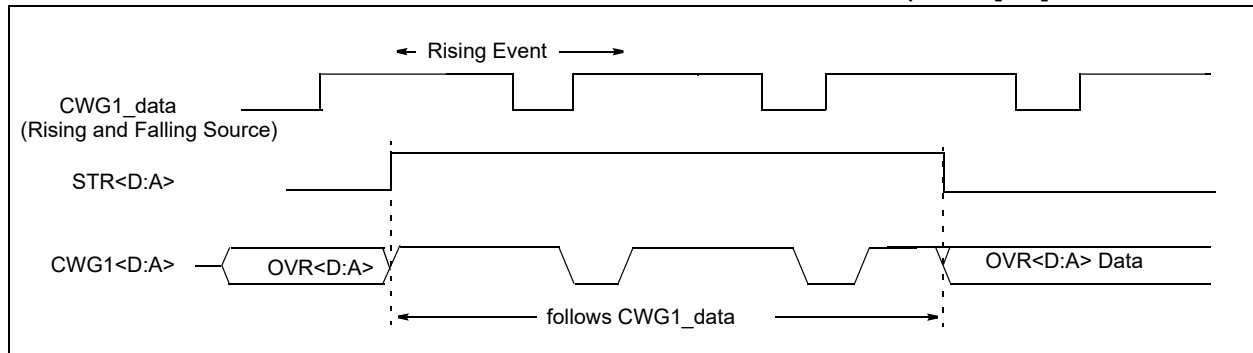 Rising Event
CWG1_data
(Rising and Falling Source)
STR<D:A>
CWG1<D:A>
OVR<D:A>
OVR<D:A> Data
follows CWG1_data